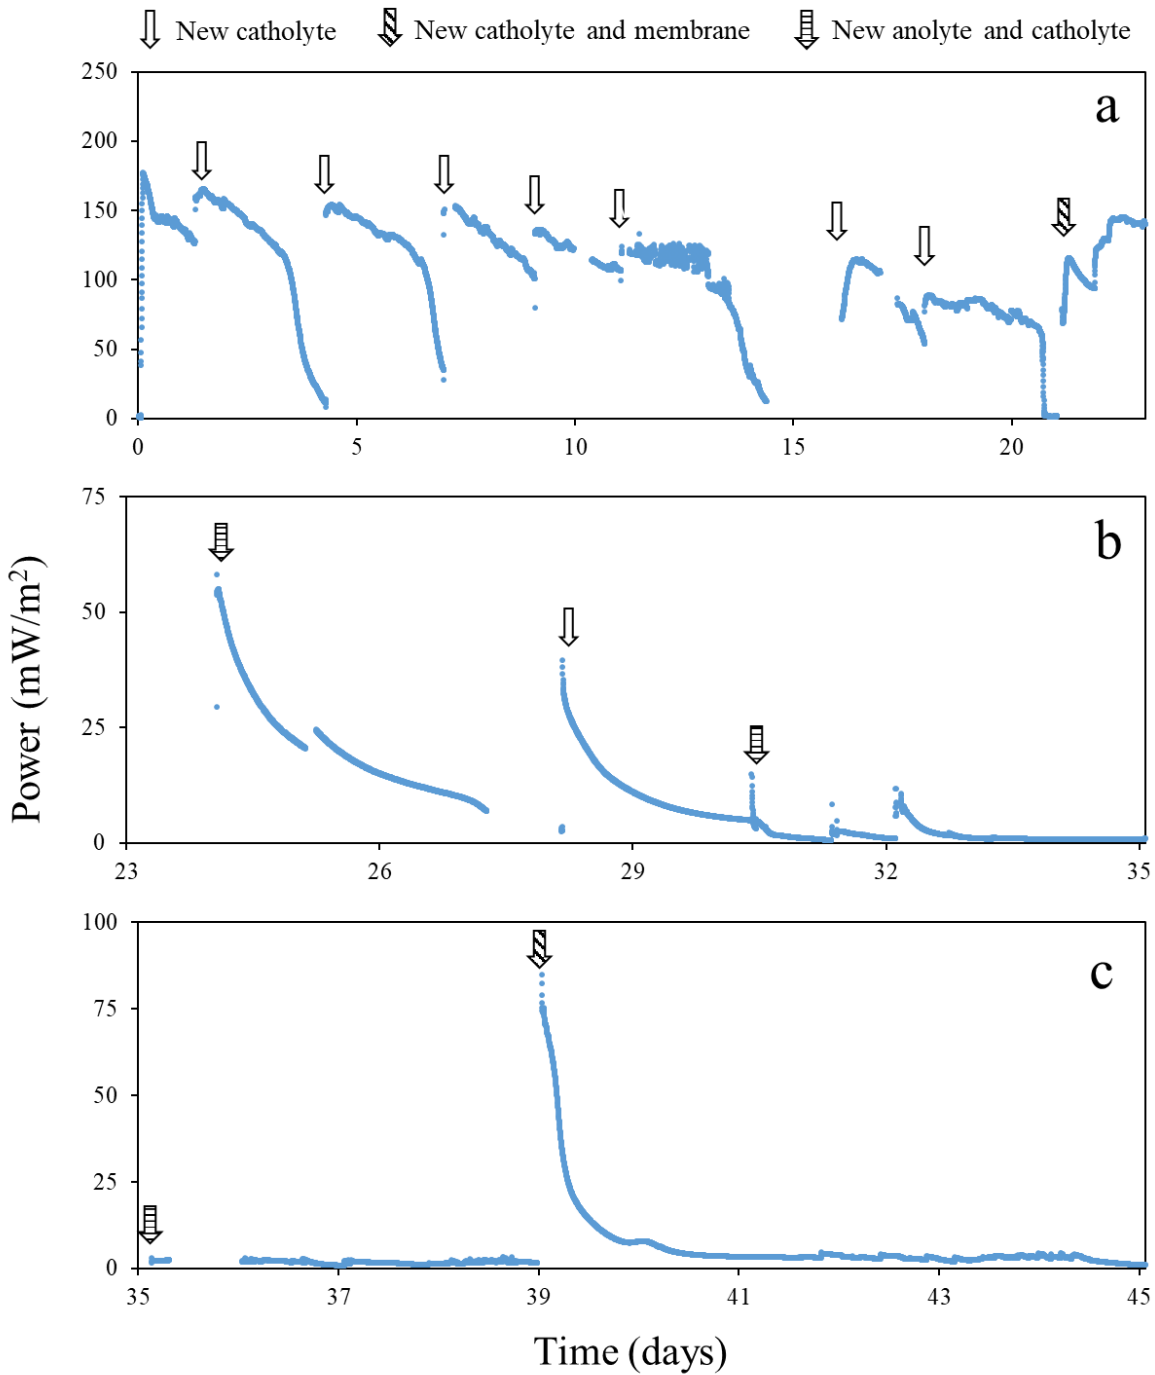 New catholyte New catholyte and membrane New anolyte and catholyte
250
a
200
150
100
50
0
0 5 10 15 20
75
b
50
25
0
23 26 29 32 35
Power (mW/m²)
100
c
75
50
25
0
35 37 39 41 43 45
Time (days)